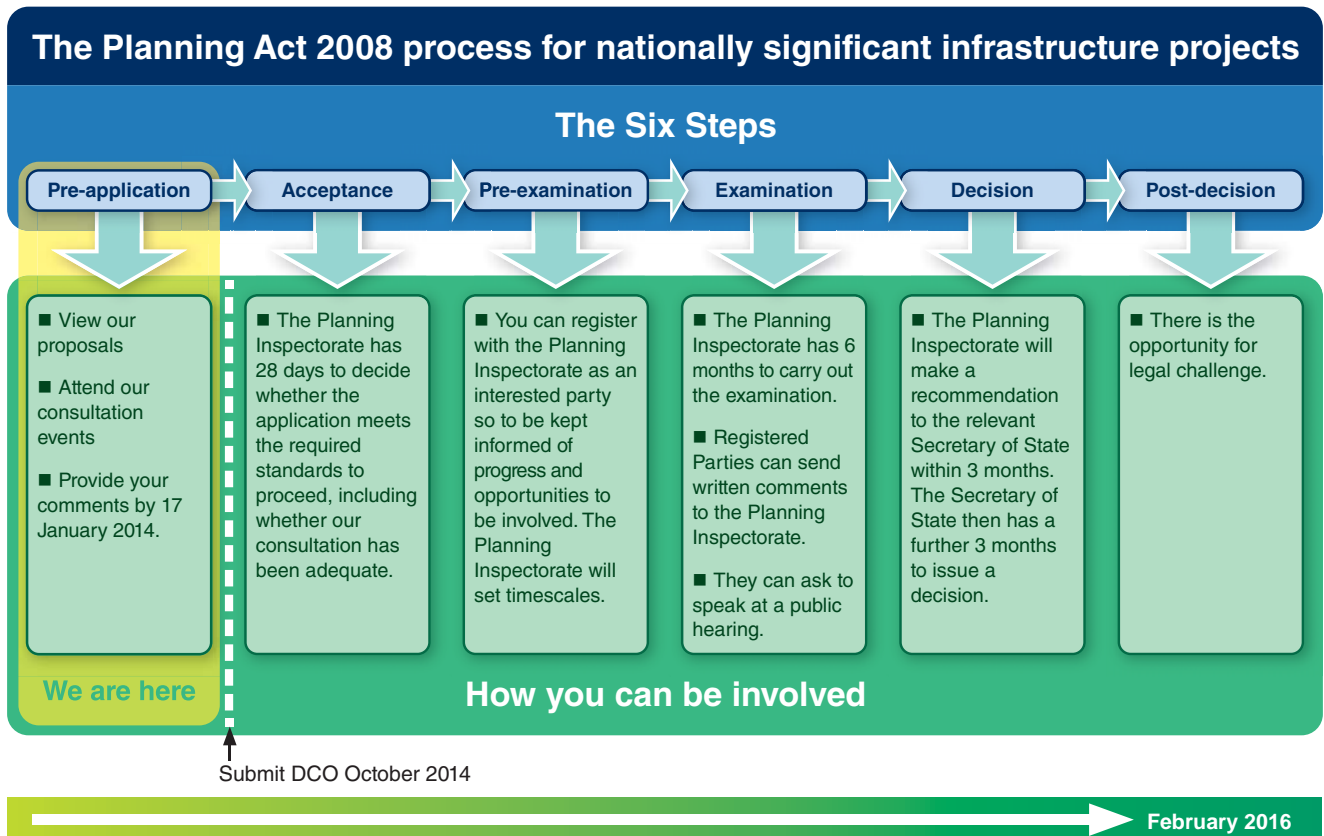 The Planning Act 2008 process for nationally significant infrastructure projects
The Six Steps
Pre-application
Acceptance
Pre-examination
Examination
Decision
Post-decision
■ View our
proposals
■ Attend our
consultation
events
■ Provide your
comments by 17
January 2014.
■ The Planning
Inspectorate has
28 days to decide
whether the
application meets
the required
standards to
proceed, including
whether our
consultation has
been adequate.
■ You can register
with the Planning
Inspectorate as an
interested party
so to be kept
informed of
progress and
opportunities to
be involved. The
Planning
Inspectorate will
set timescales.
■ The Planning
Inspectorate has 6
months to carry out
the examination.
■ Registered
Parties can send
written comments
to the Planning
Inspectorate.
■ They can ask to
speak at a public
hearing.
■ The Planning
Inspectorate will
make a
recommendation
to the relevant
Secretary of State
within 3 months.
The Secretary of
State then has a
further 3 months
to issue a
decision.
■ There is the
opportunity for
legal challenge.
We are here
How you can be involved
Submit DCO October 2014
February 2016